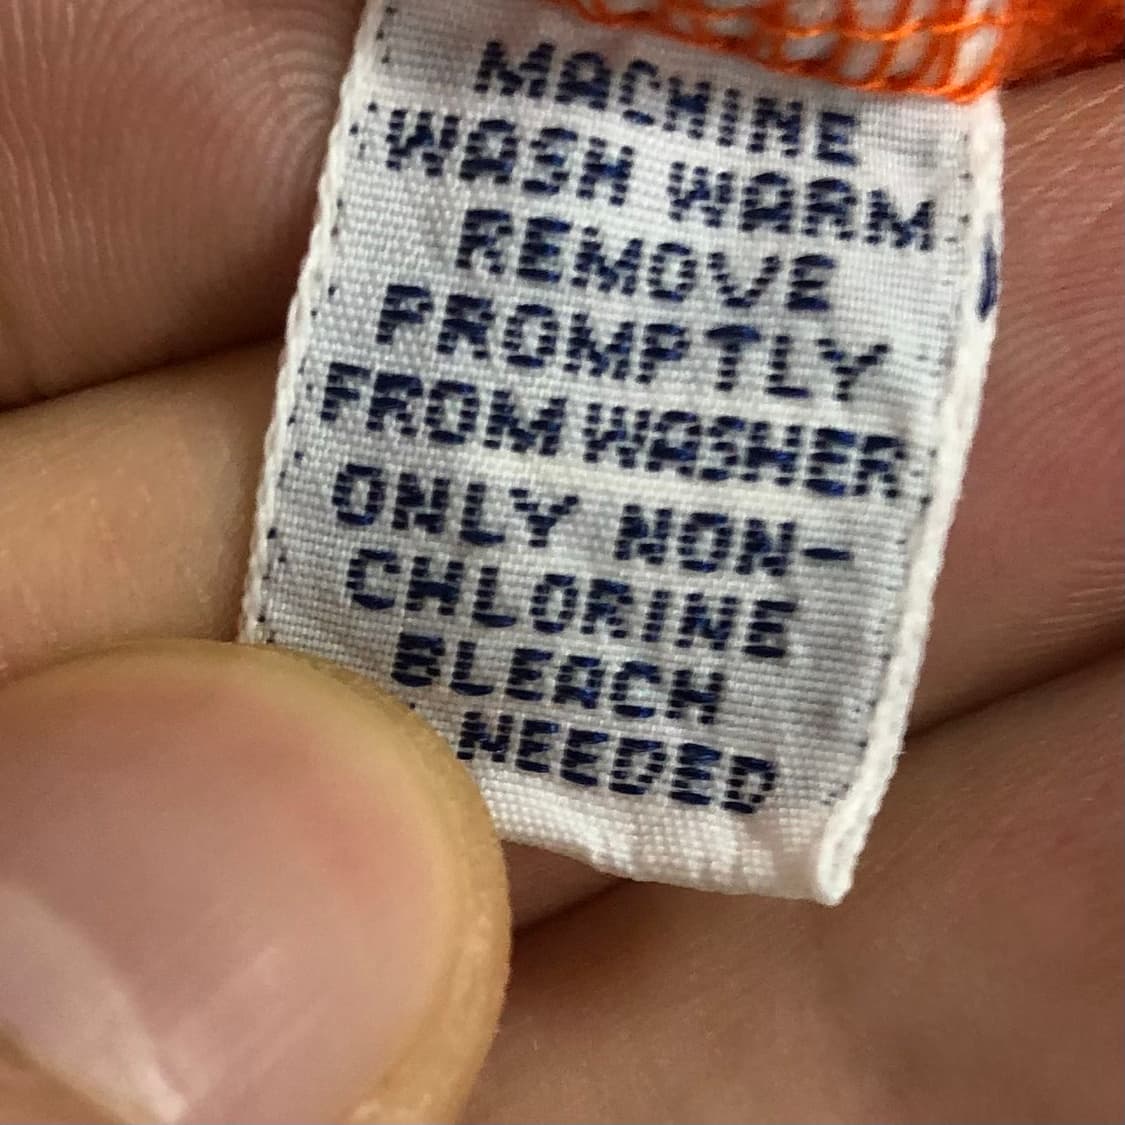 MACHINE
WASH WARM
REMOVE
PROMPTLY
FROM WASHER
ONLY NON-
CHLORINE
BLEACH
NEEDED